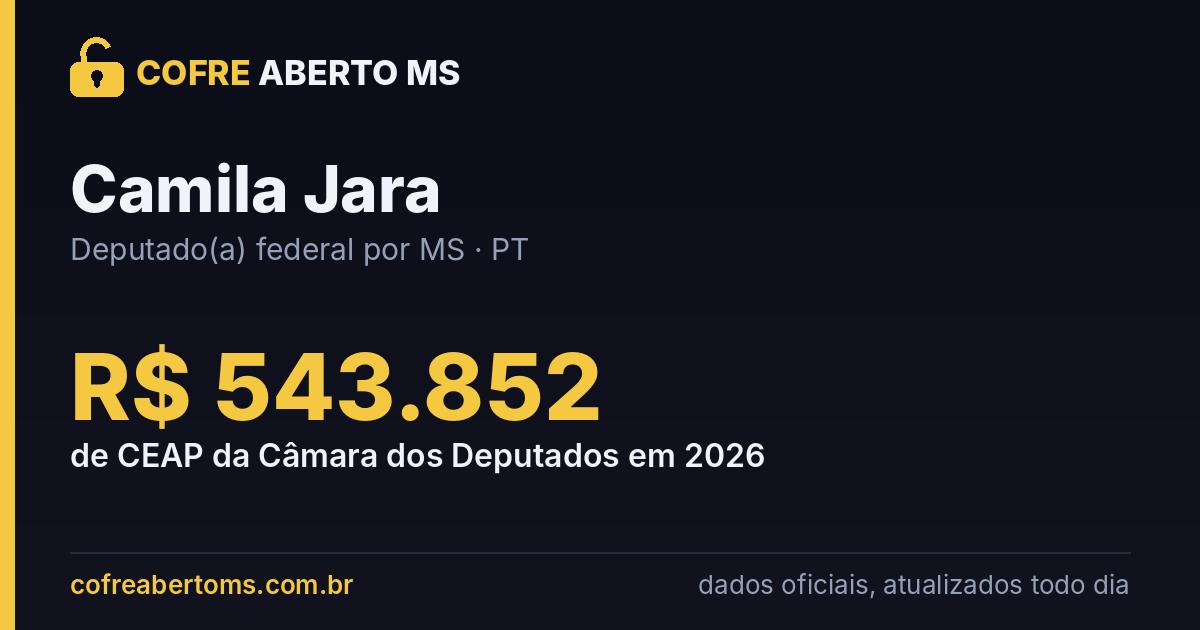 COFRE ABERTO MS
Camila Jara
Deputado(a) federal por MS · PT
R$ 543.852
de CEAP da Câmara dos Deputados em 2026
cofreabertoms.com.br
dados oficiais, atualizados todo dia